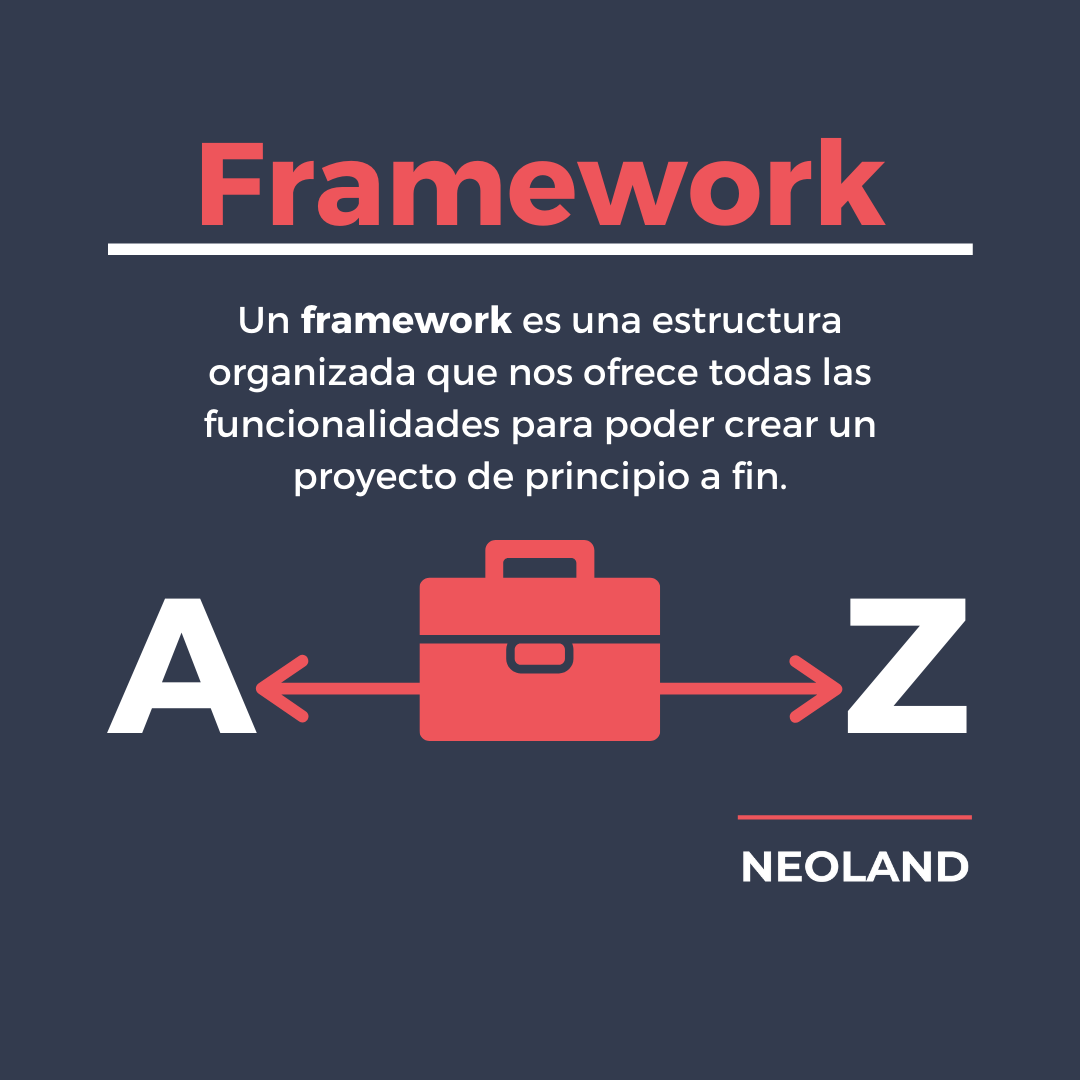 Framework
Un framework es una estructura
organizada que nos ofrece todas las
funcionalidades para poder crear un
proyecto de principio a fin.
A Z
NEOLAND